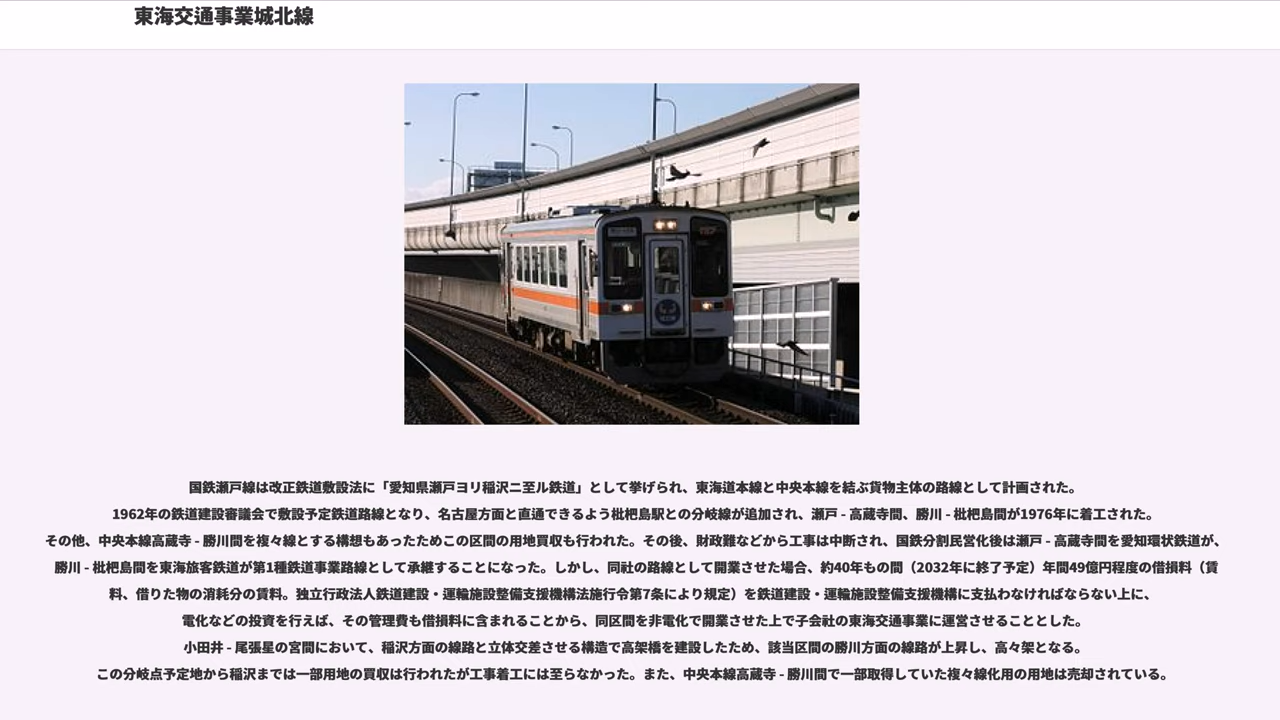 東海交通事業城北線
国鉄瀬戸線は改正鉄道敷設法に「愛知県瀬戸ヨリ稲沢ニ至ル鉄道」として挙げられ、東海道本線と中央本線を結ぶ貨物主体の路線として計画された。
1962年の鉄道建設審議会で敷設予定鉄道路線となり、名古屋方面と直通できるよう枇杷島駅との分岐線が追加され、瀬戸 - 高蔵寺間、勝川 - 枇杷島間が1976年に着工された。
その他、中央本線高蔵寺 - 勝川間を複々線とする構想もあったためこの区間の用地買収も行われた。その後、財政難などから工事は中断され、国鉄分割民営化後は瀬戸 - 高蔵寺間を愛知環状鉄道が、
勝川 - 枇杷島間を東海旅客鉄道が第1種鉄道事業路線として承継することになった。しかし、同社の路線として開業させた場合、約40年もの間（2032年に終了予定）年間49億円程度の借損料（賃
料、借りた物の消耗分の賃料。独立行政法人鉄道建設・運輸施設整備支援機構法施行令第7条により規定）を鉄道建設・運輸施設整備支援機構に支払わなければならない上に、
電化などの投資を行えば、その管理費も借損料に含まれることから、同区間を非電化で開業させた上で子会社の東海交通事業に運営させることとした。
小田井 - 尾張星の宮間において、稲沢方面の線路と立体交差させる構造で高架橋を建設したため、該当区間の勝川方面の線路が上昇し、高々架となる。
この分岐点予定地から稲沢までは一部用地の買収は行われたが工事着工には至らなかった。また、中央本線高蔵寺 - 勝川間で一部取得していた複々線化用の用地は売却されている。